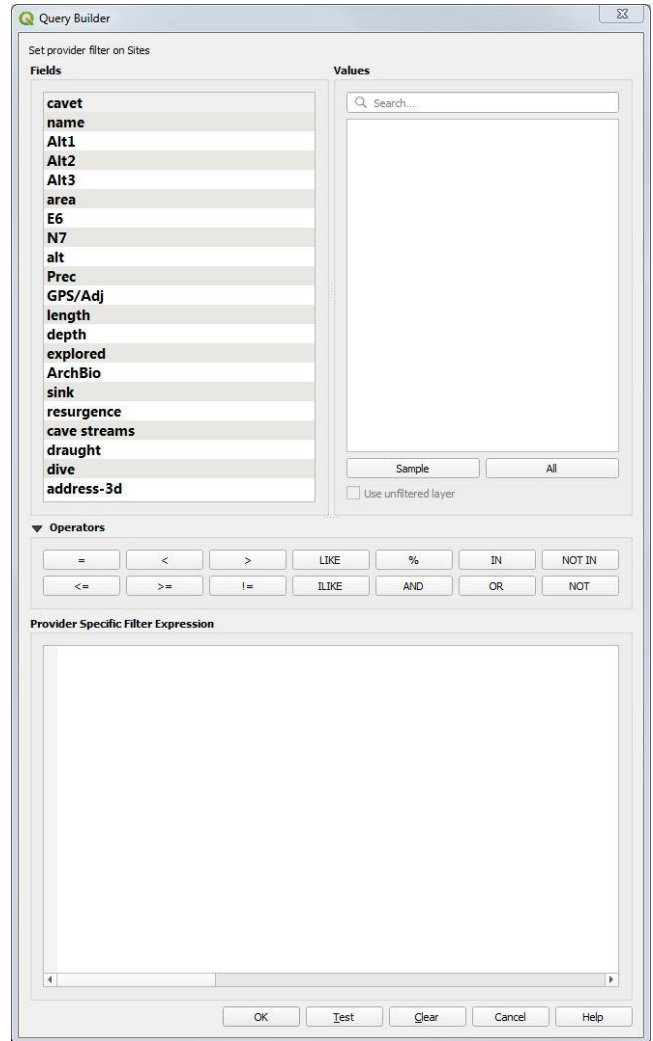 Query Builder
Set provider filter on Sites
Fields
Values
cavet
name
Alt1
Alt2
Alt3
area
E6
N7
alt
Prec
GPS/Adj
length
depth
explored
ArchBio
sink
resurgence
cave streams
draught
dive
address-3d
Search...
Sample All
Use unfiltered layer
Operators
= < > LIKE % IN NOT IN
<= >= != ILIKE AND OR NOT
Provider Specific Filter Expression
OK Test Clear Cancel Help